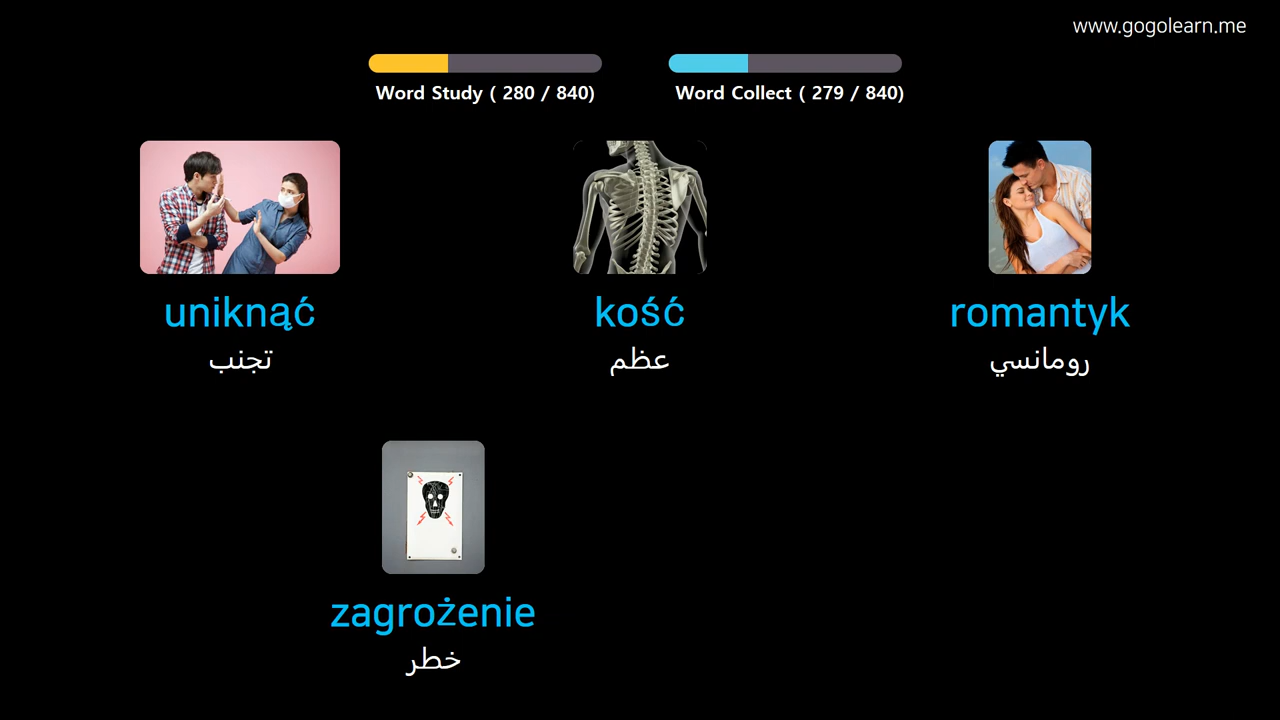 www.gogolearn.me
Word Study ( 280 / 840)
Word Collect ( 279 / 840)
uniknąć
تجنب
kość
عظم
romantyk
رومانسي
zagrożenie
خطر